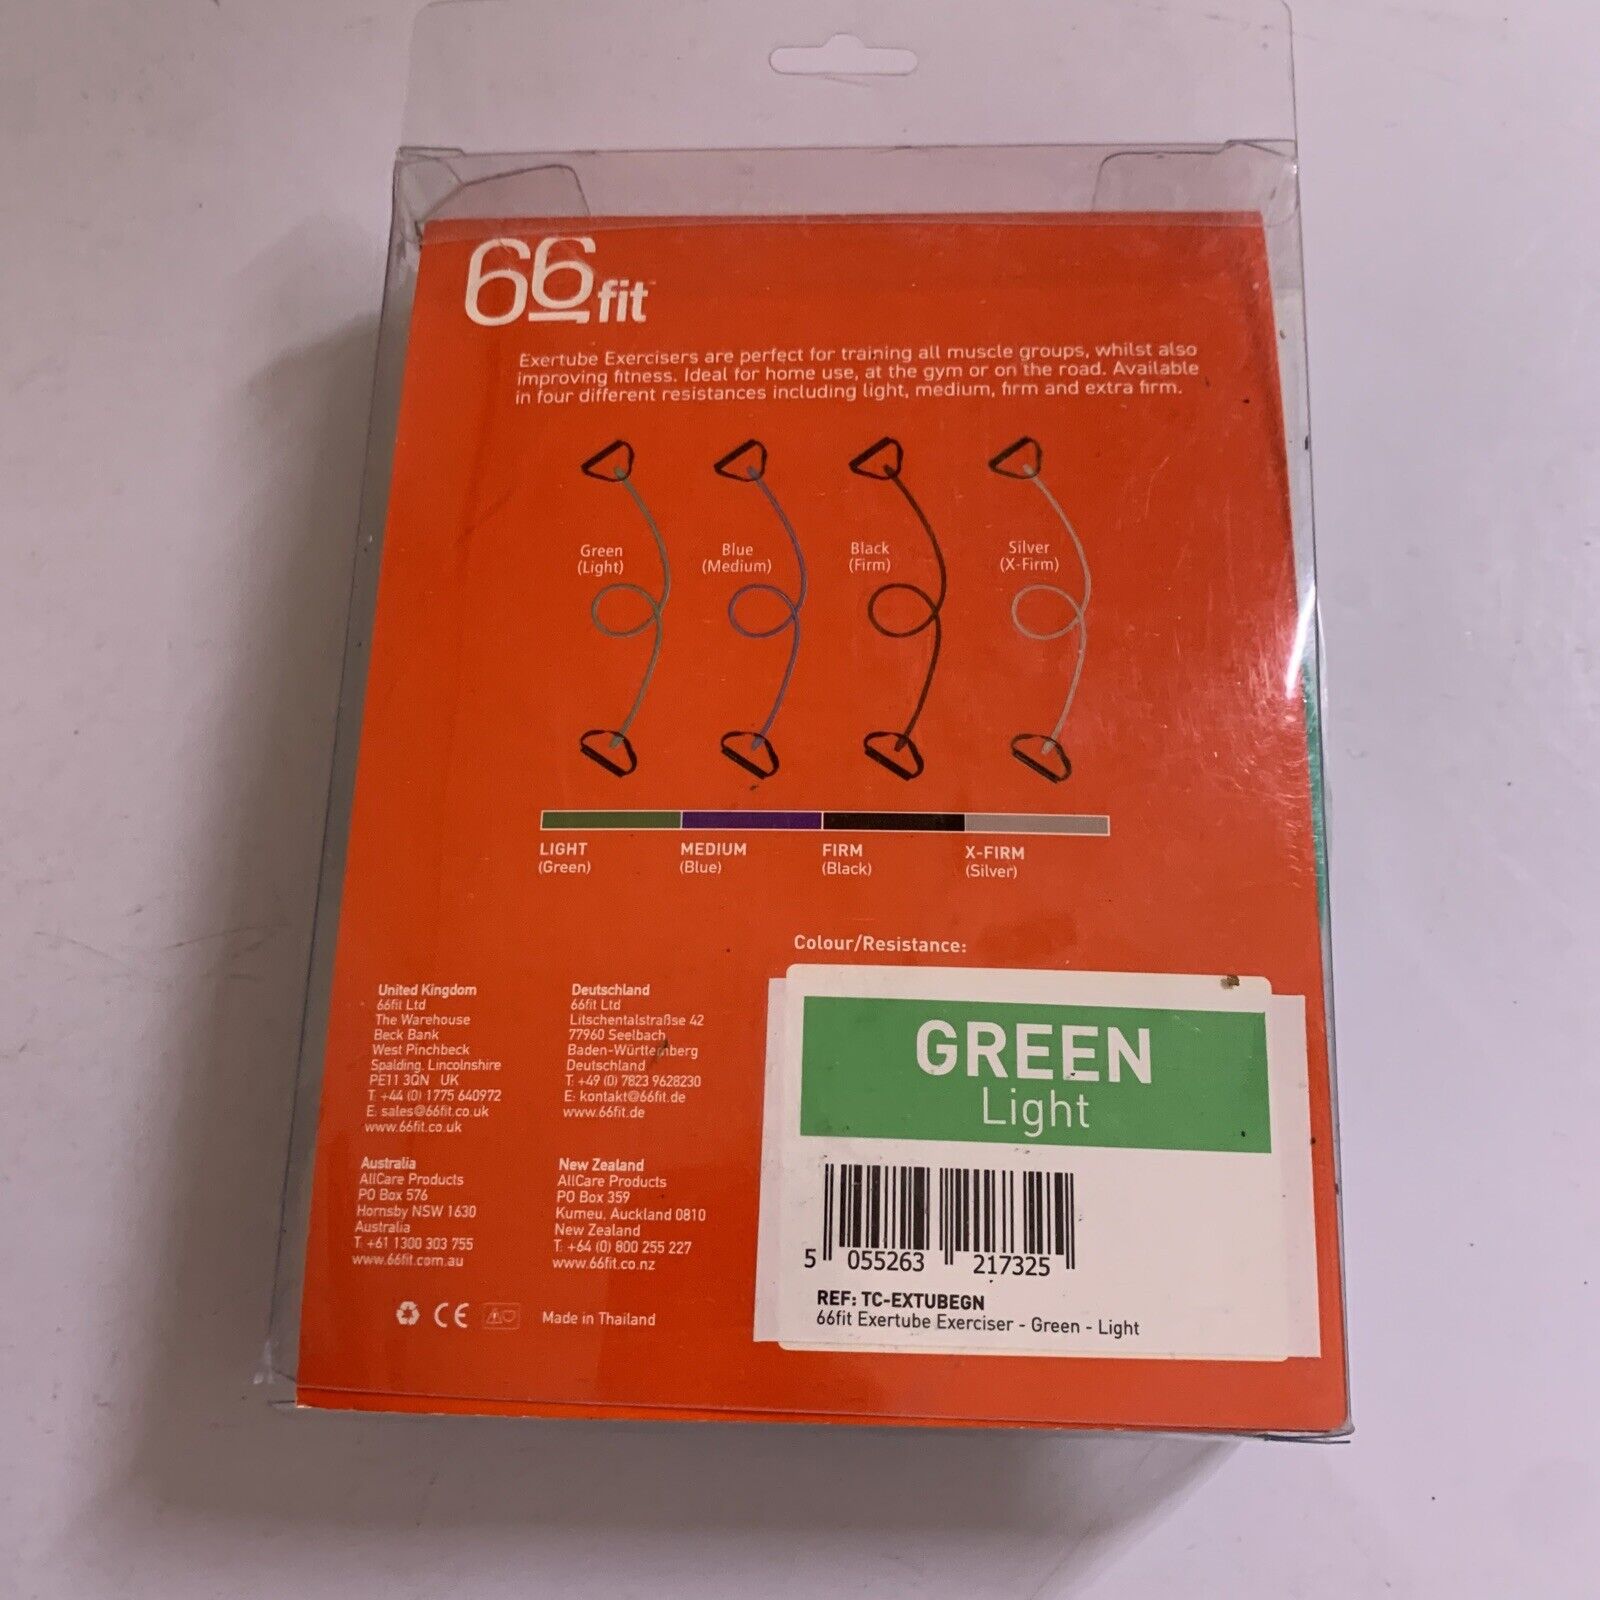 66fit
Exertube Exercisers are perfect for training all muscle groups, whilst also
improving fitness. Ideal for home use, at the gym or on the road. Available
in four different resistances including light, medium, firm and extra firm.
Green
(Light)
Blue
(Medium)
Black
(Firm)
Silver
(X-Firm)
LIGHT
(Green)
MEDIUM
(Blue)
FIRM
(Black)
X-FIRM
(Silver)
Colour/Resistance:
United Kingdom
66fit Ltd
The Warehouse
Beck Bank
West Pinchbeck
Spalding, Lincolnshire
PE11 3QN UK
T: +44 (0) 1775 640972
E: sales@66fit.co.uk
www.66fit.co.uk
Deutschland
66fit Ltd
Litschentalstraßse 42
77960 Seelbach
Baden-Württemberg
Deutschland
T: +49 (0) 7823 9628230
E: kontakt@66fit.de
www.66fit.de
Australia
AllCare Products
PO Box 576
Hornsby NSW 1630
Australia
T: +61 1300 303 755
www.66fit.com.au
New Zealand
AllCare Products
PO Box 359
Kumeu, Auckland 0810
New Zealand
T: +64 (0) 800 255 227
www.66fit.co.nz
CE
Made in Thailand
GREEN
Light
5 055263 217325
REF: TC-EXTUBEGN
66fit Exertube Exerciser - Green - Light